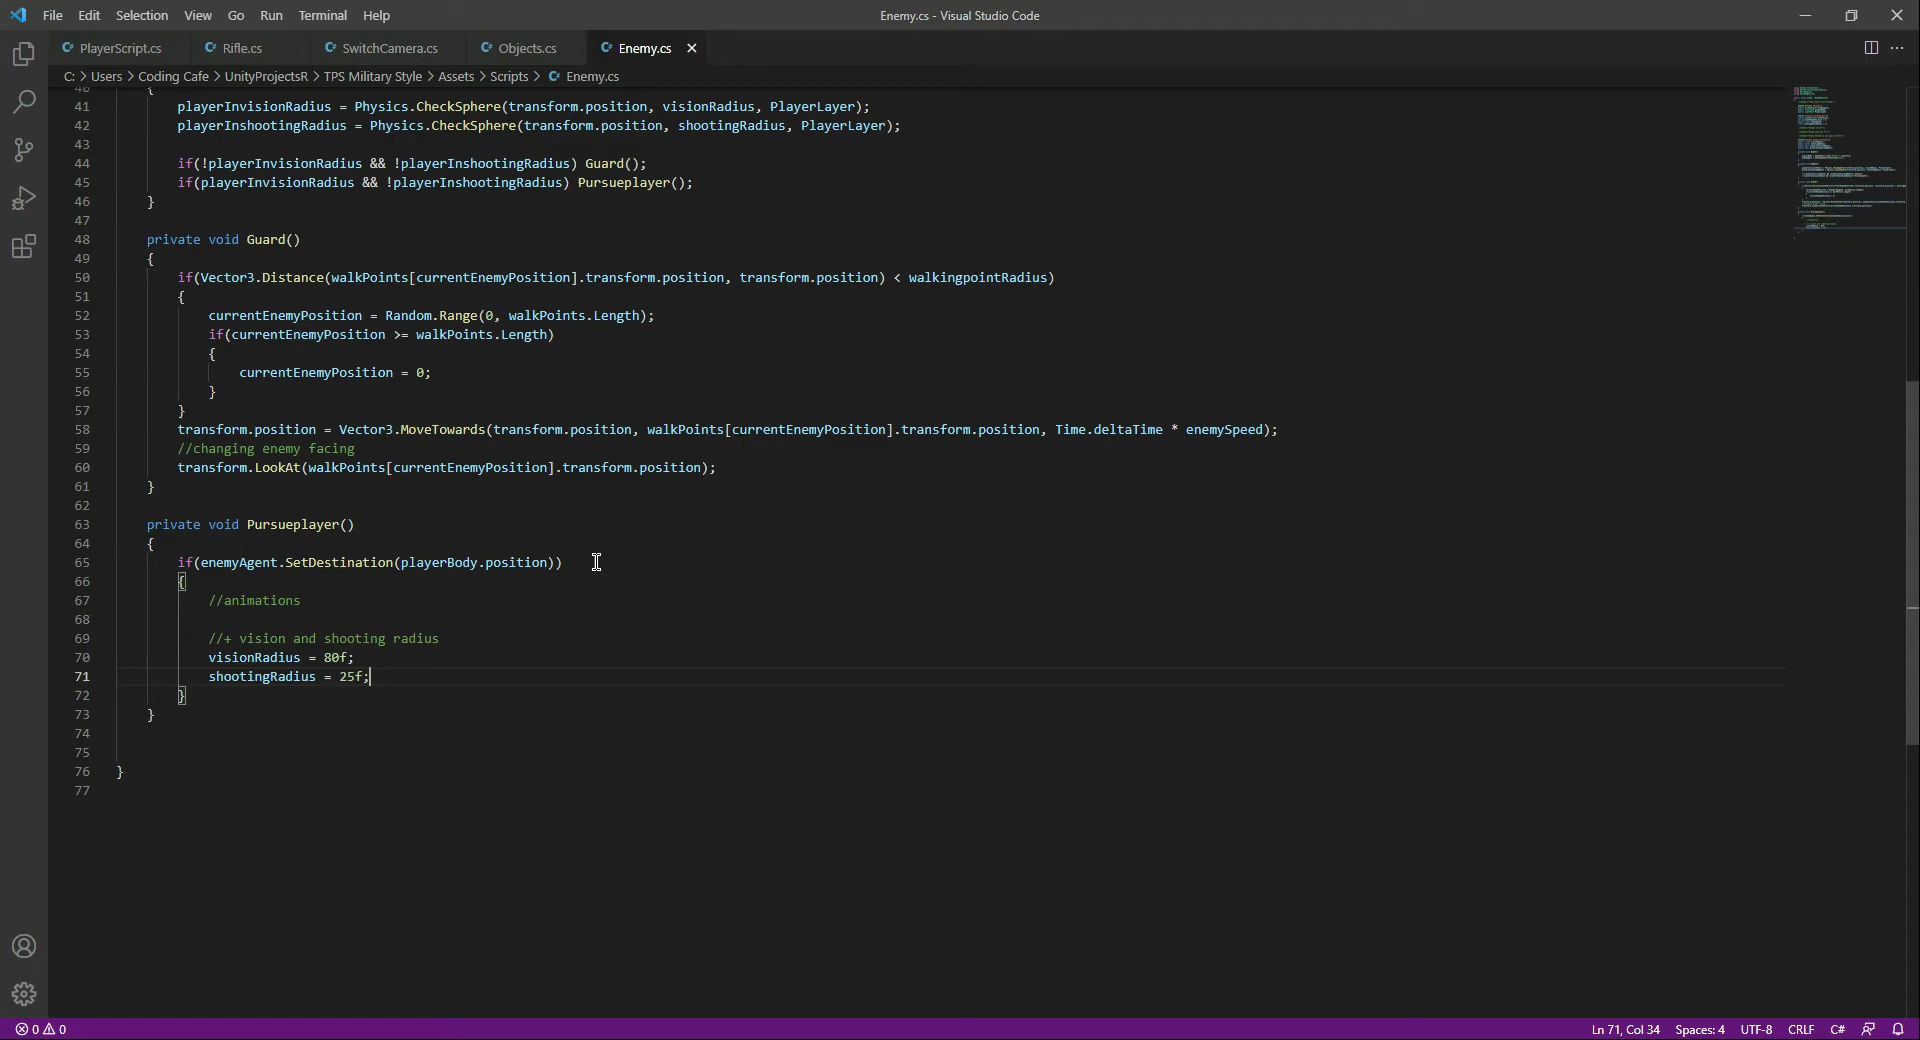 File Edit Selection View Go Run Terminal Help
Enemy.cs - Visual Studio Code
PlayerScript.cs Rifle.cs SwitchCamera.cs Objects.cs Enemy.cs
C: > Users > Coding Cafe > UnityProjectsR > TPS Military Style > Assets > Scripts > Enemy.cs
40 {
41 playerInvisionRadius = Physics.CheckSphere(transform.position, visionRadius, PlayerLayer);
42 playerInshootingRadius = Physics.CheckSphere(transform.position, shootingRadius, PlayerLayer);
43
44 if(!playerInvisionRadius && !playerInshootingRadius) Guard();
45 if(playerInvisionRadius && !playerInshootingRadius) Pursueplayer();
46 }
47
48 private void Guard()
49 {
50 if(Vector3.Distance(walkPoints[currentEnemyPosition].transform.position, transform.position) < walkingpointRadius)
51 {
52 currentEnemyPosition = Random.Range(0, walkPoints.Length);
53 if(currentEnemyPosition >= walkPoints.Length)
54 {
55 currentEnemyPosition = 0;
56 }
57 }
58 transform.position = Vector3.MoveTowards(transform.position, walkPoints[currentEnemyPosition].transform.position, Time.deltaTime * enemySpeed);
59 //changing enemy facing
60 transform.LookAt(walkPoints[currentEnemyPosition].transform.position);
61 }
62
63 private void Pursueplayer()
64 {
65 if(enemyAgent.SetDestination(playerBody.position))
66 {
67 //animations
68
69 //+ vision and shooting radius
70 visionRadius = 80f;
71 shootingRadius = 25f;
72 }
73 }
74
75
76 }
77
0 0
Ln 71, Col 34 Spaces: 4 UTF-8 CRLF C#